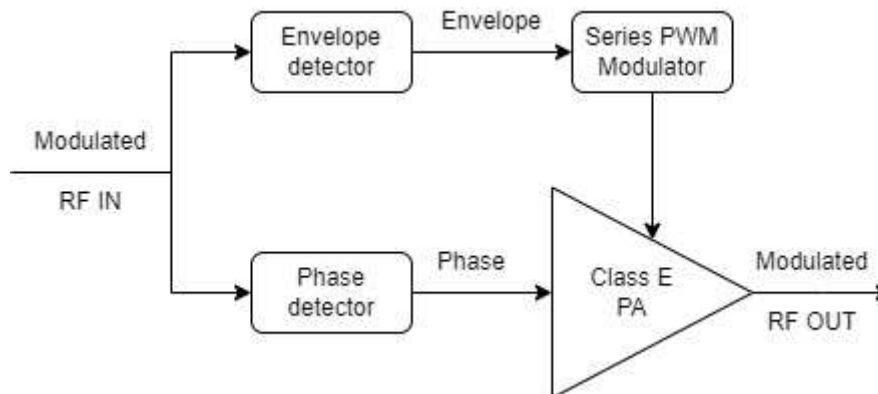 Envelope
detector
Envelope
Series PWM
Modulator
Modulated
RF IN
Phase
detector
Phase
Class E
PA
Modulated
RF OUT